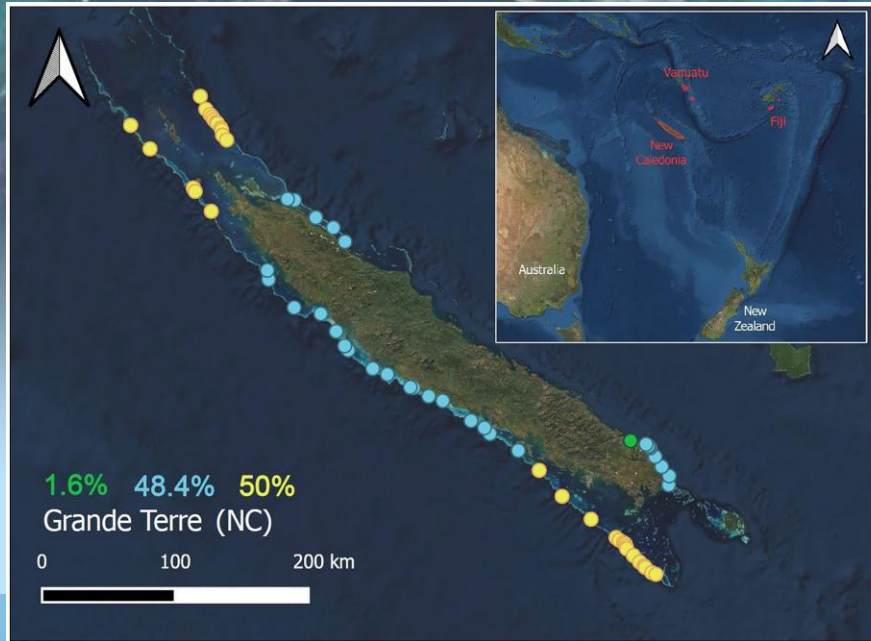 Vanuatu
Fiji
New
Caledonia
Australia
New
Zealand
1.6% 48.4% 50%
Grande Terre (NC)
0 100 200 km